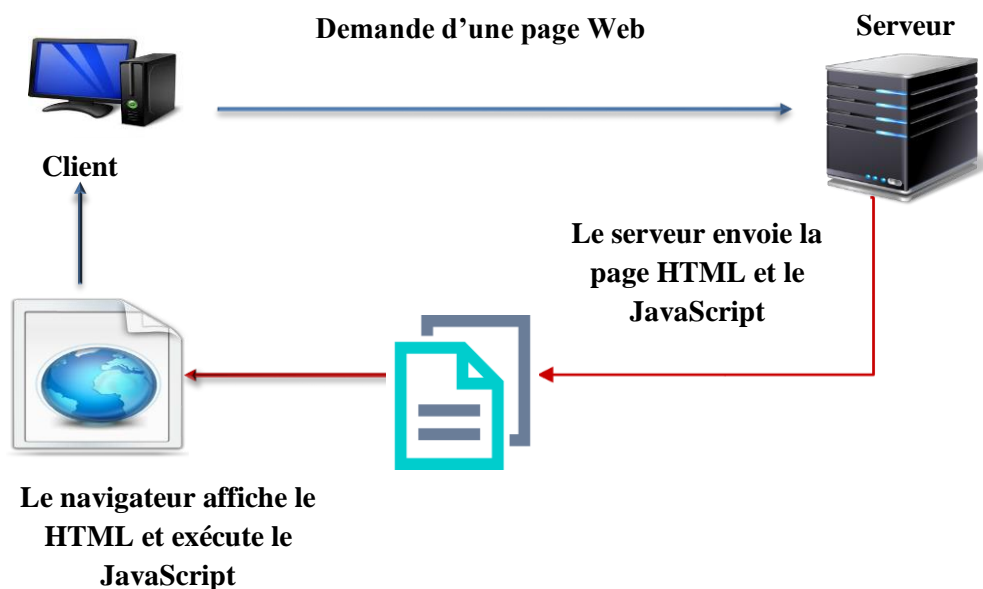 Demande d’une page Web
Serveur
Client
Le serveur envoie la
page HTML et le
JavaScript
Le navigateur affiche le
HTML et exécute le
JavaScript